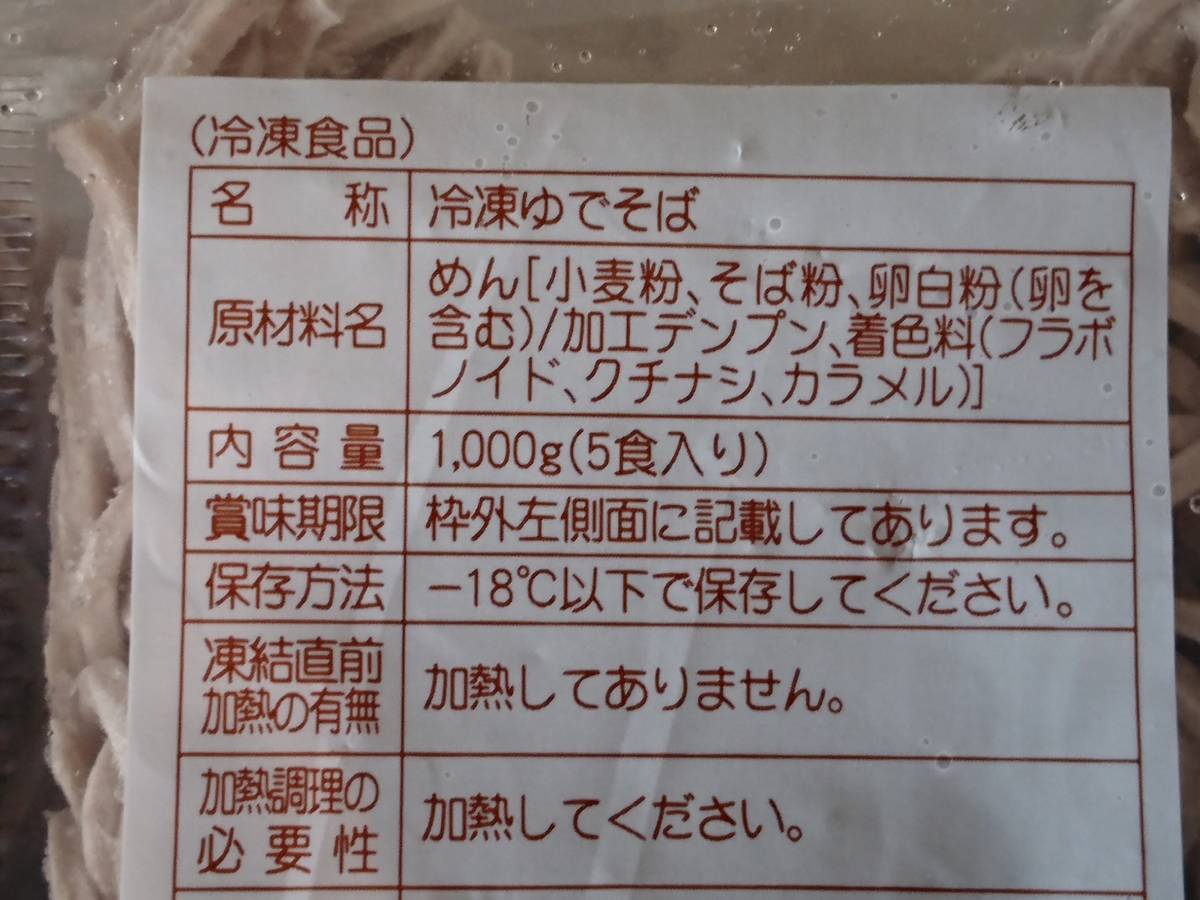 (冷凍食品)
名称 冷凍ゆでそば
原材料名 めん[小麦粉、そば粉、卵白粉(卵を
含む)/加工デンプン、着色料(フラボ
ノイド、クチナシ、カラメル)]
内容量 1,000g(5食入り)
賞味期限 枠外左側面に記載してあります。
保存方法 −18℃以下で保存してください。
凍結直前
加熱の有無 加熱してありません。
加熱調理の
必要性 加熱してください。